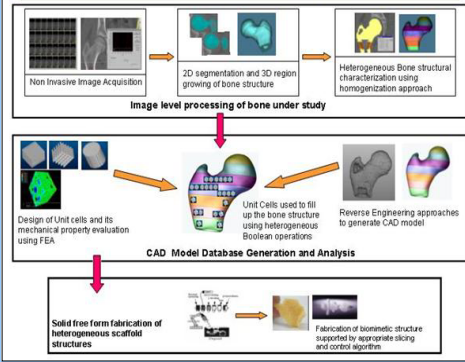 Non Invasive Image Acquisition
2D segmentation and 3D region
growing of bone structure
Heterogeneous Bone structural
characterization using
homogenization approach
Image level processing of bone under study
Design of Unit cells and its
mechanical property evaluation
using FEA
Unit Cells used to fill
up the bone structure
using heterogeneous
Boolean operations
Reverse Engineering approaches
to generate CAD model
CAD Model Database Generation and Analysis
Solid free form fabrication of
heterogeneous scaffold
structures
Fabrication of biomimetic structure
supported by appropriate slicing
and control algorithm